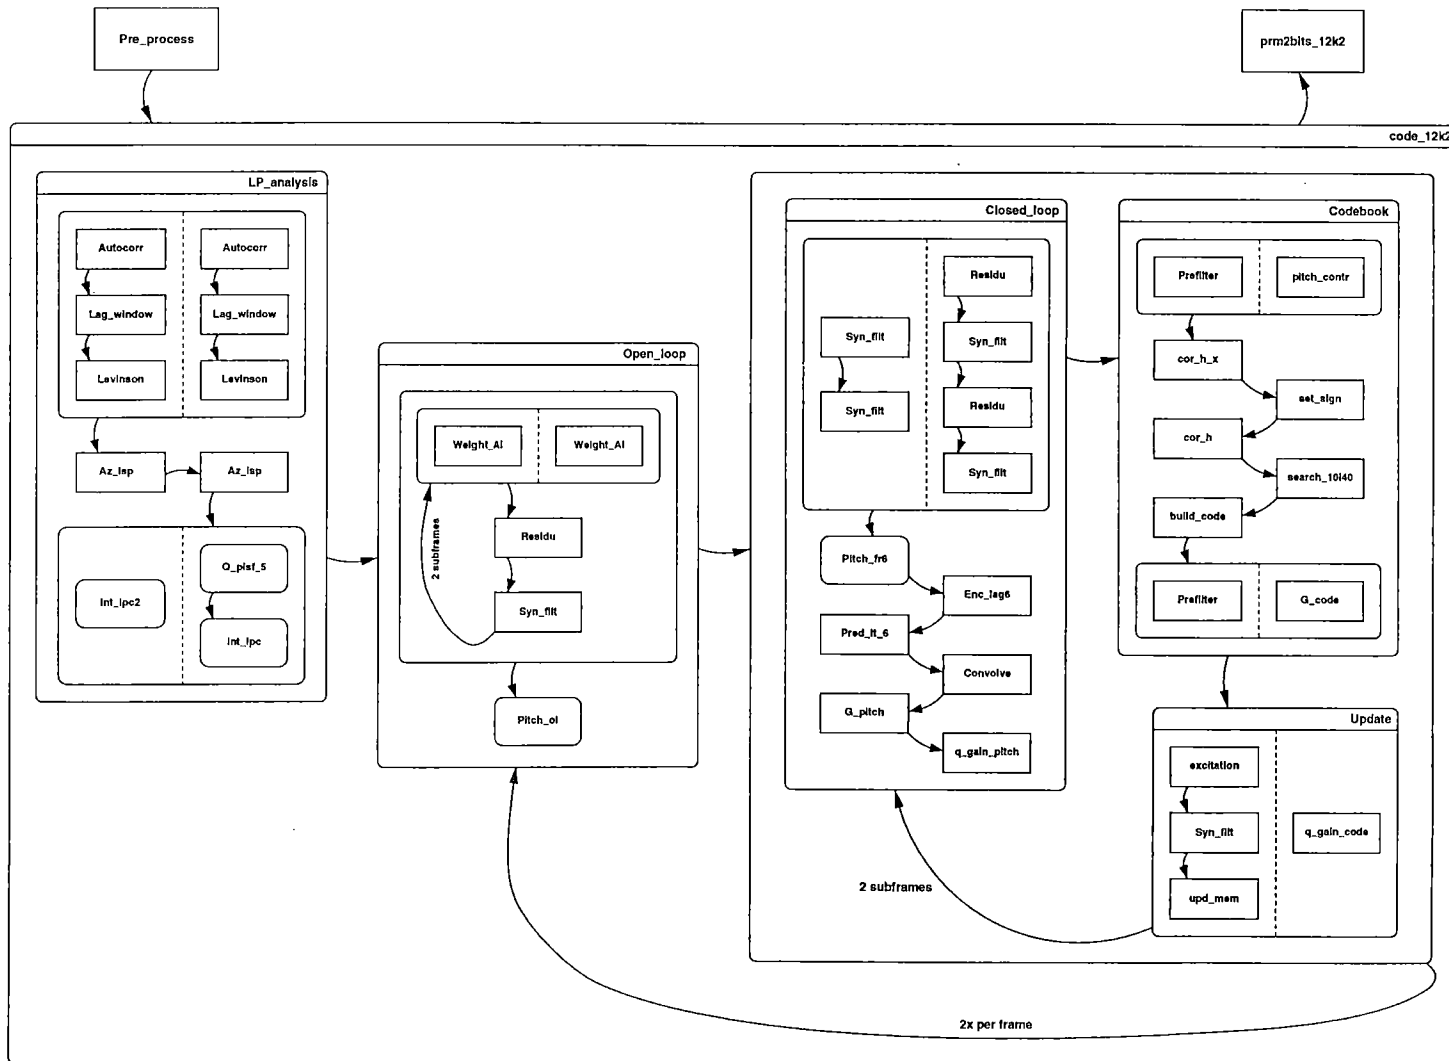 Pre_process
prm2bits_12k2
code_12k2
LP_analysis
Autocorr
Autocorr
Lag_window
Lag_window
Levinson
Levinson
Az_lsp
Az_lsp
Q_plsf_5
Int_lpc2
Int_lpc
Open_loop
Weight_Ai
Weight_Ai
2 subframes
Residu
Syn_filt
Pitch_ol
Closed_loop
Residu
Syn_filt
Syn_filt
Residu
Syn_filt
Syn_filt
Pitch_fr6
Enc_lag6
Pred_lt_6
Convolve
G_pitch
q_gain_pitch
Codebook
Prefilter
pitch_contr
cor_h_x
set_sign
cor_h
search_10i40
build_code
Prefilter
G_code
Update
excitation
Syn_filt
q_gain_code
upd_mem
2 subframes
2x per frame